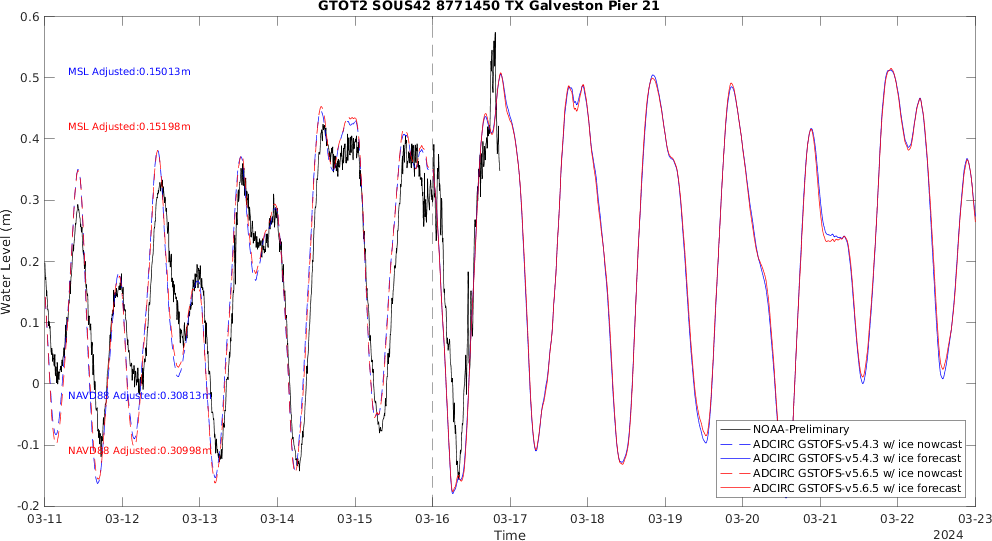 GTOT2 SOUS42 8771450 TX Galveston Pier 21
0.6
0.5
0.4
0.3
0.2
0.1
0
-0.1
-0.2
Water Level (m)
MSL Adjusted:0.15013m
MSL Adjusted:0.15198m
NAVD88 Adjusted:0.30813m
NAVD88 Adjusted:0.30998m
NOAA-Preliminary
ADCIRC GSTOFS-v5.4.3 w/ ice nowcast
ADCIRC GSTOFS-v5.4.3 w/ ice forecast
ADCIRC GSTOFS-v5.6.5 w/ ice nowcast
ADCIRC GSTOFS-v5.6.5 w/ ice forecast
03-11 03-12 03-13 03-14 03-15 03-16 03-17 03-18 03-19 03-20 03-21 03-22 03-23
Time
2024